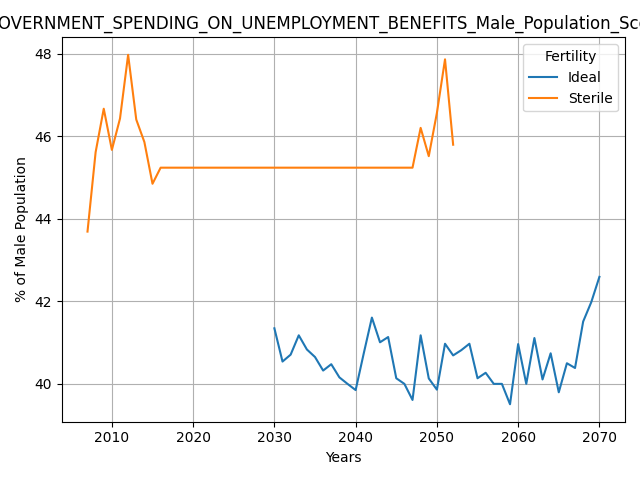 OVERNMENT_SPENDING_ON_UNEMPLOYMENT_BENEFITS_Male_Population_Sc
Fertility
Ideal
Sterile
% of Male Population
48
46
44
42
40
2010 2020 2030 2040 2050 2060 2070
Years